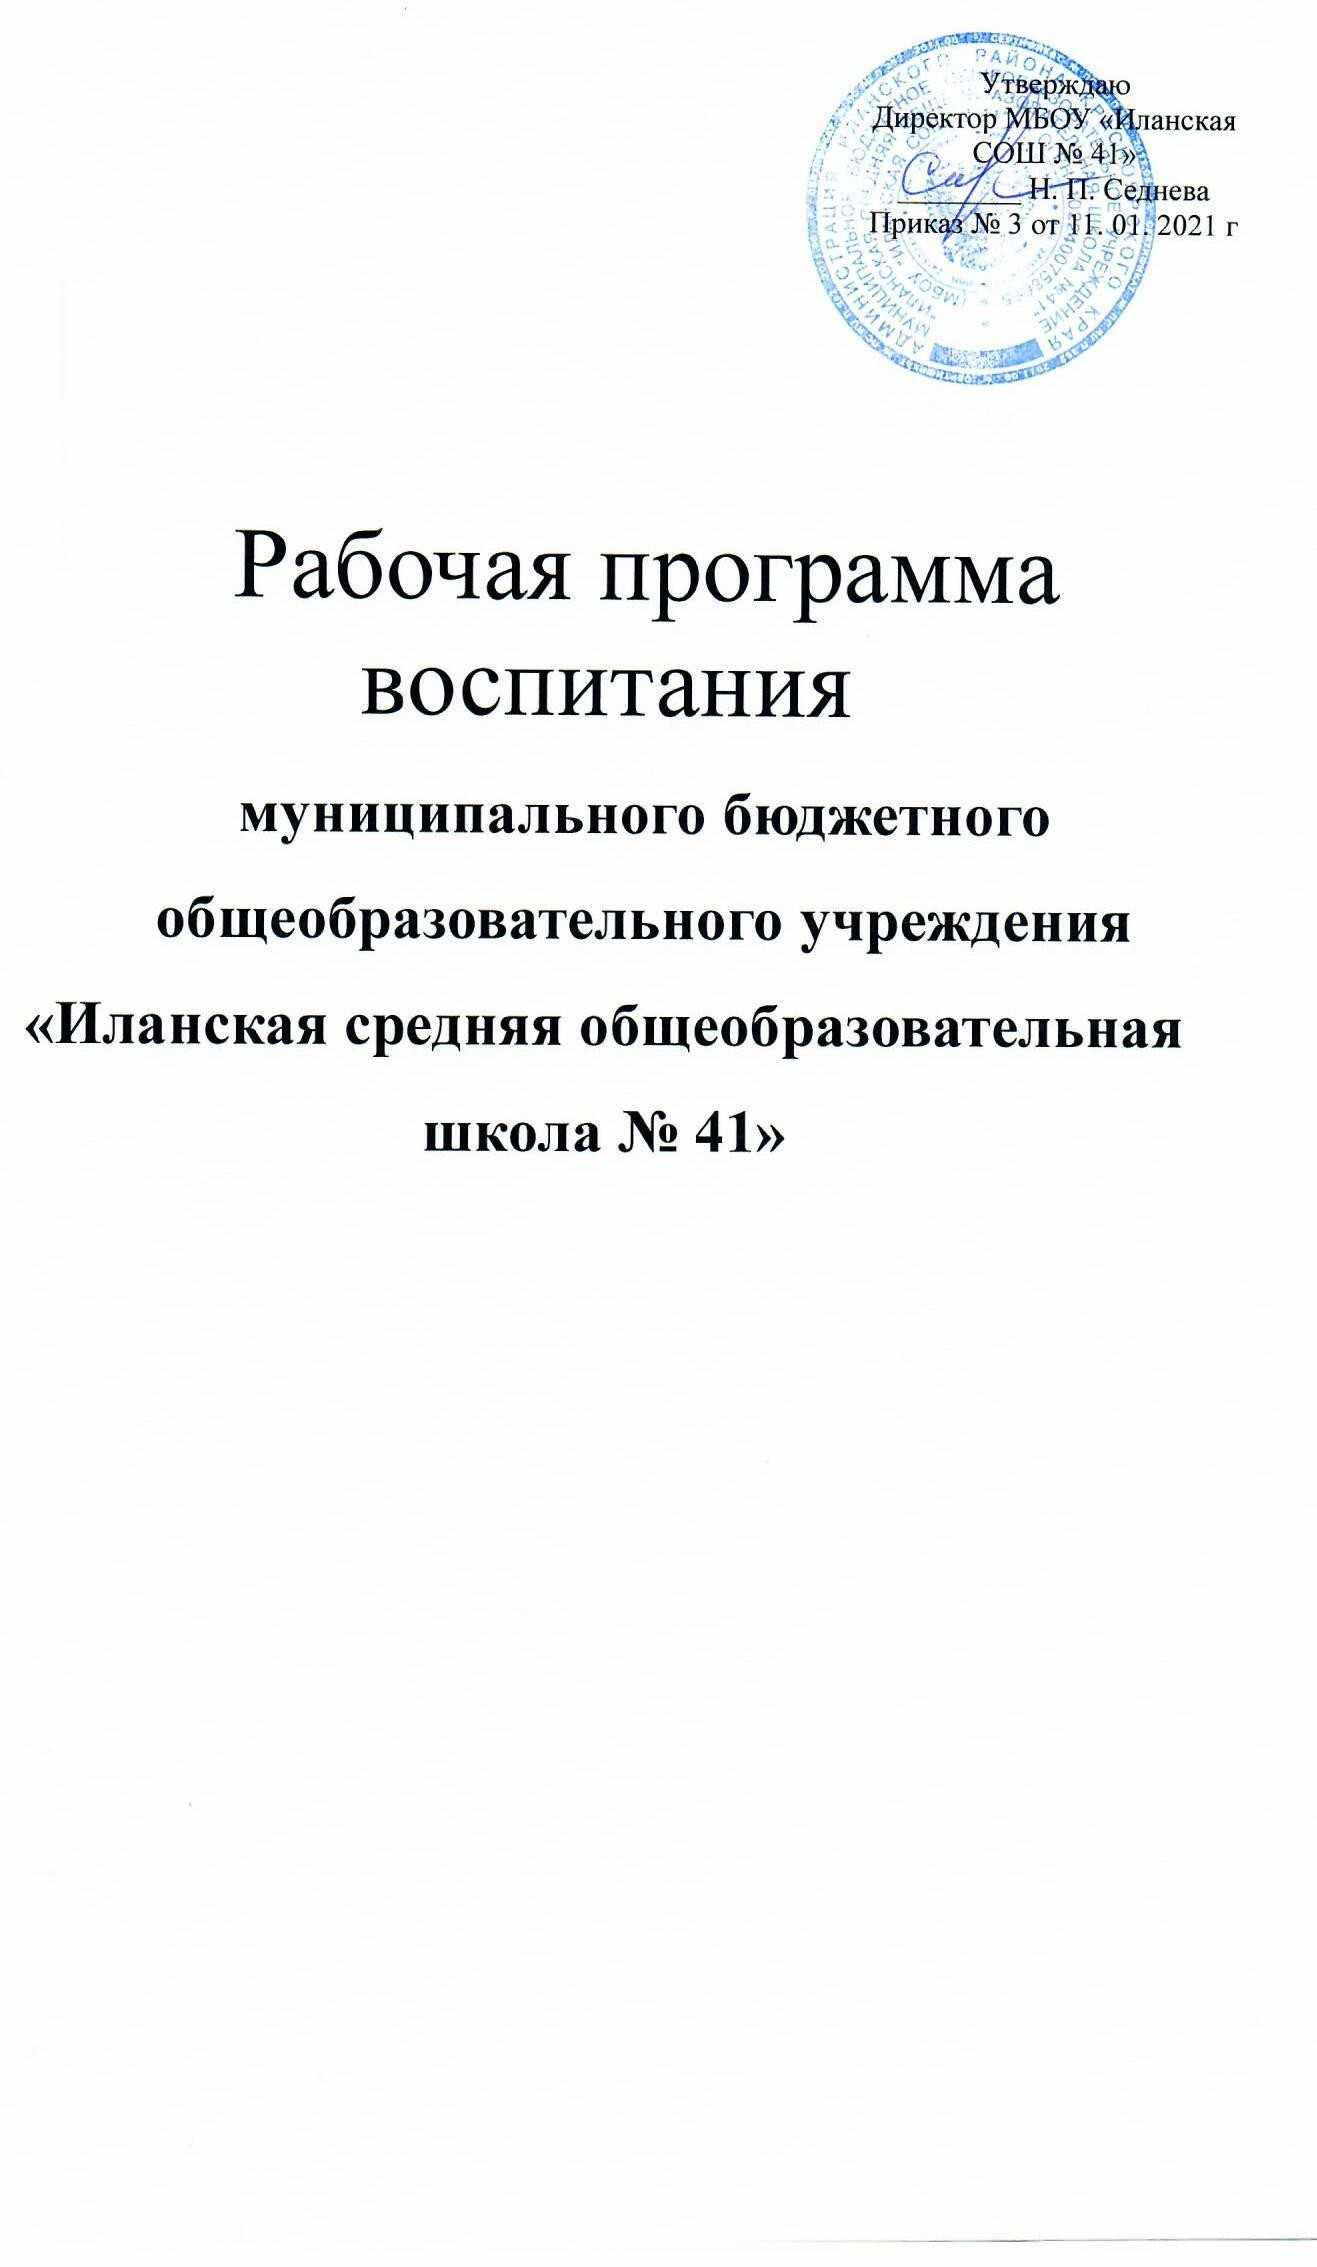 Утверждаю
Директор МБОУ «Иланская
СОШ № 41»
Н. П. Седнева
Приказ № 3 от 11. 01. 2021 г
Рабочая программа
воспитания
муниципального бюджетного
общеобразовательного учреждения
«Иланская средняя общеобразовательная
школа № 41»